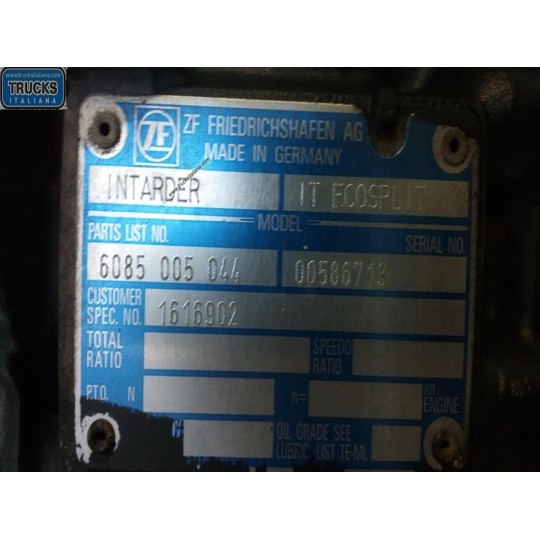 www.trucksitaliana.com
TRUCKS
ITALIANA
ZF
ZF FRIEDRICHSHAFEN AG
MADE IN GERMANY
INTARDER IT ECOSPLIT
MODEL
PARTS LIST NO. SERIAL NO.
6085 005 044 00586713
CUSTOMER
SPEC. NO. 1616902
TOTAL
RATIO
SPEEDO
RATIO
P.T.O. N n= xn
ENGINE
OIL GRADE SEE
LUBRIC. LIST TE-ML